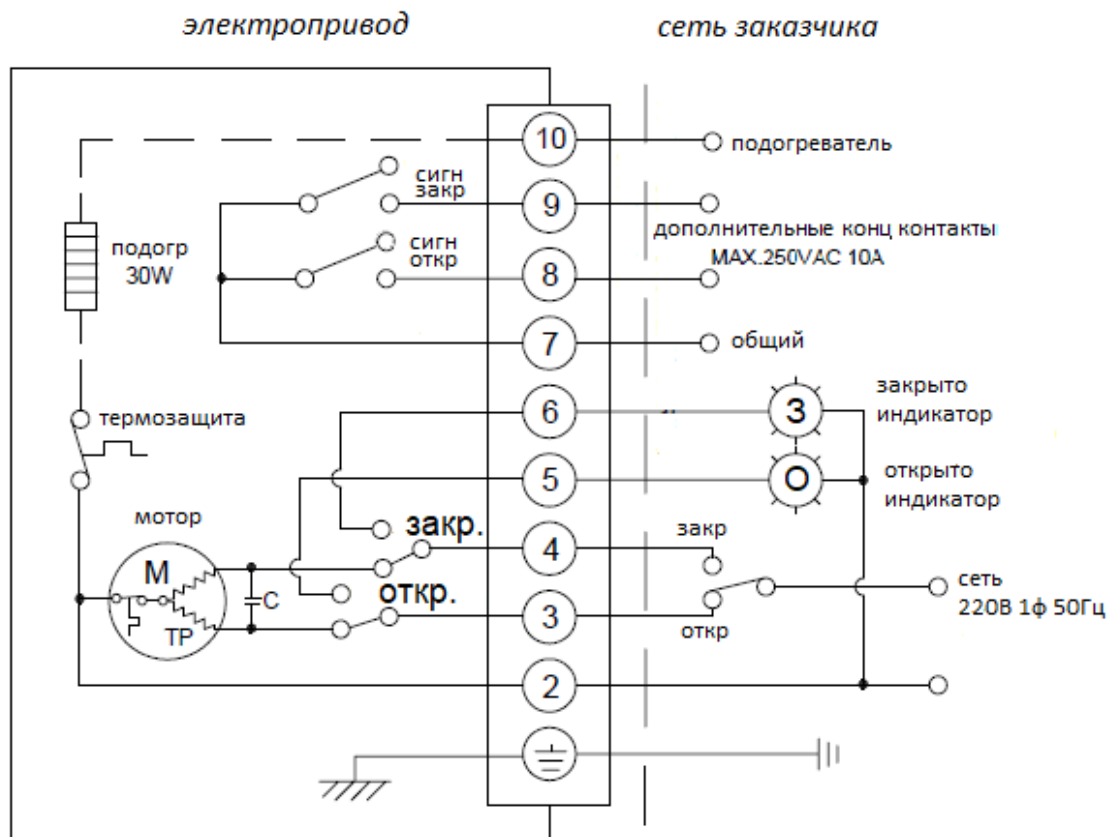 электропривод
сеть заказчика
10
подогреватель
сигн
закр
9
дополнительные конц контакты
MAX.250VAC 10A
подогр
30W
сигн
откр
8
7
общий
6
З
закрыто
индикатор
термозащита
5
О
открыто
индикатор
мотор
закр.
4
закр
M
C
TP
откр.
3
откр
сеть
220В 1ф 50Гц
2